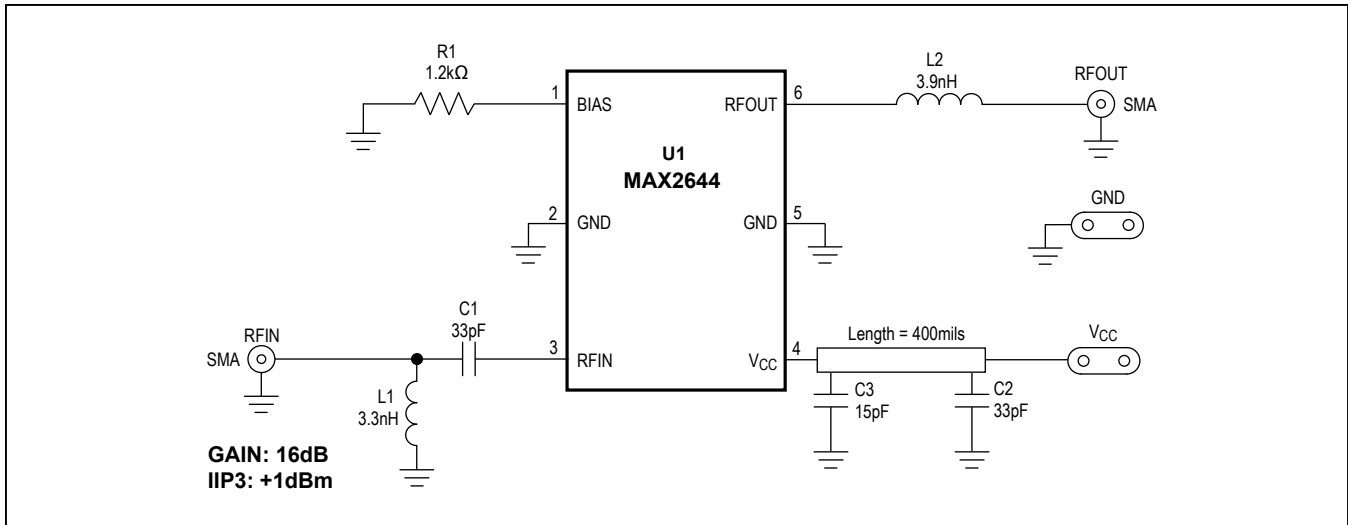 R1
1.2kΩ
1
BIAS
2
GND
C1
33pF
3
RFIN
RFIN
SMA
L1
3.3nH
GAIN: 16dB
IIP3: +1dBm
U1
MAX2644
RFOUT
6
L2
3.9nH
RFOUT
SMA
GND
5
GND
VCC
4
Length = 400mils
VCC
C3
15pF
C2
33pF